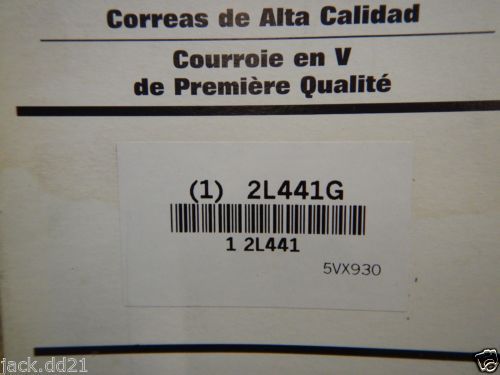 Correas de Alta Calidad
Courroie en V
de Première Qualité
(1) 2L441G
1 2L441
5VX930
jack.dd21